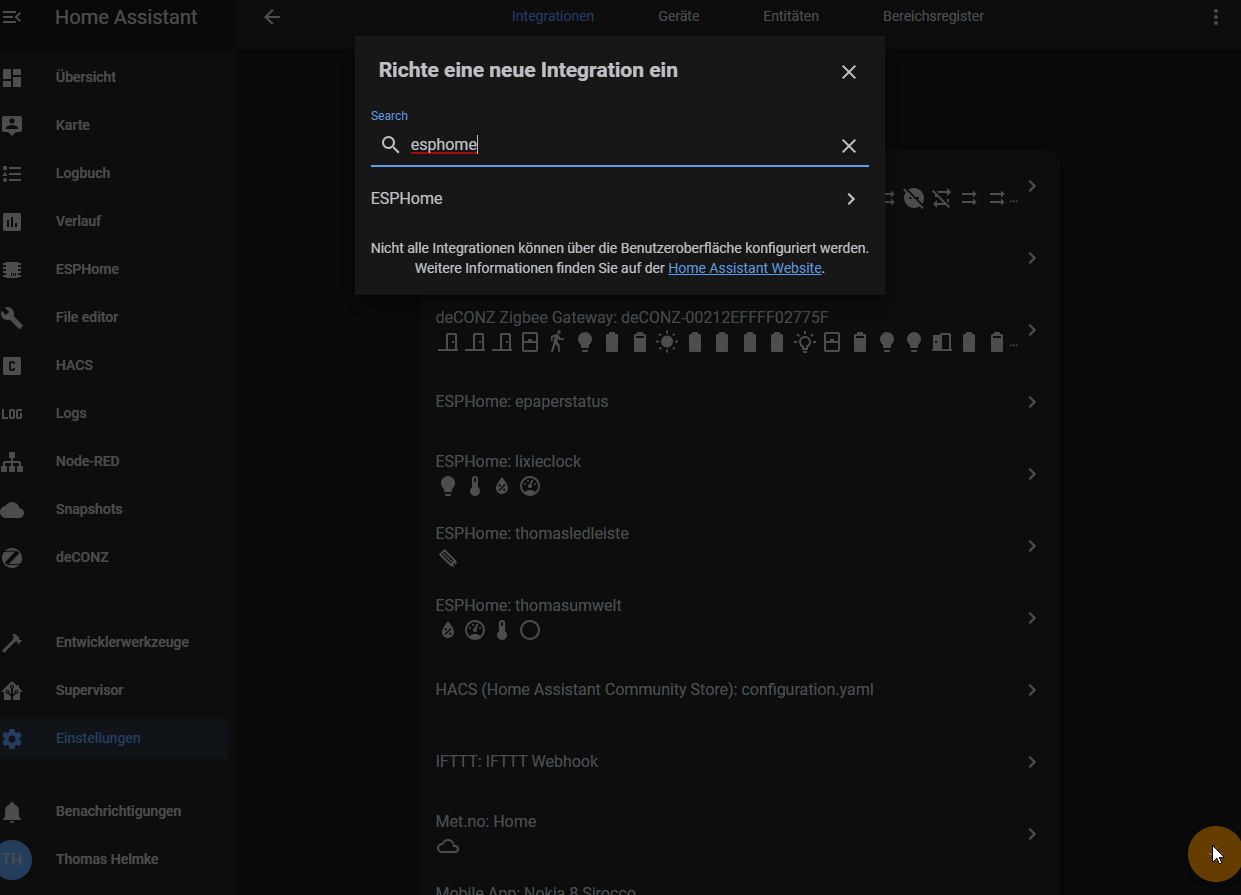 Home Assistant
Integrationen
Geräte
Entitäten
Bereichsregister
Übersicht
Karte
Logbuch
Verlauf
ESPHome
File editor
HACS
LOG
Logs
Node-RED
Snapshots
deCONZ
Entwicklerwerkzeuge
Supervisor
Einstellungen
Benachrichtigungen
TH
Thomas Helmke
Richte eine neue Integration ein
Search
esphome
ESPHome
Nicht alle Integrationen können über die Benutzeroberfläche konfiguriert werden.
Weitere Informationen finden Sie auf der Home Assistant Website.
...
deCONZ Zigbee Gateway: deCONZ-00212EFFFF02775F
...
ESPHome: epaperstatus
ESPHome: lixieclock
ESPHome: thomasledleiste
ESPHome: thomasumwelt
HACS (Home Assistant Community Store): configuration.yaml
IFTTT: IFTTT Webhook
Met.no: Home
Mobile App: Nokia 8 Sirocco